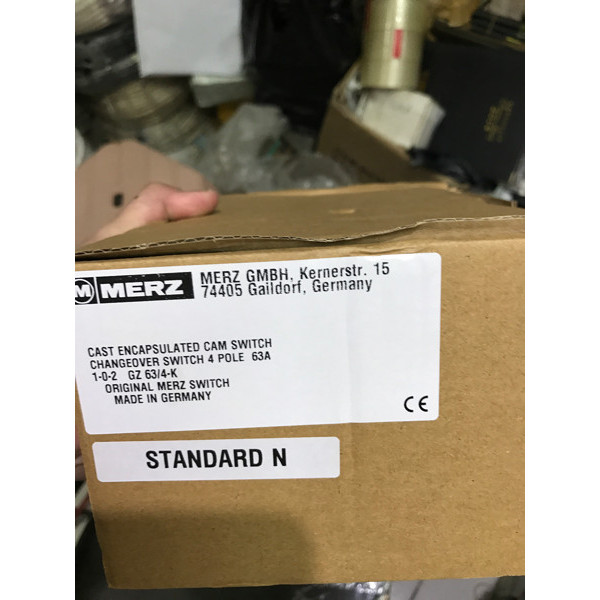 M MERZ
MERZ GMBH, Kernerstr. 15
74405 Gaildorf, Germany
CAST ENCAPSULATED CAM SWITCH
CHANGEOVER SWITCH 4 POLE 63A
1-0-2 GZ 63/4-K
ORIGINAL MERZ SWITCH
MADE IN GERMANY
CE
STANDARD N